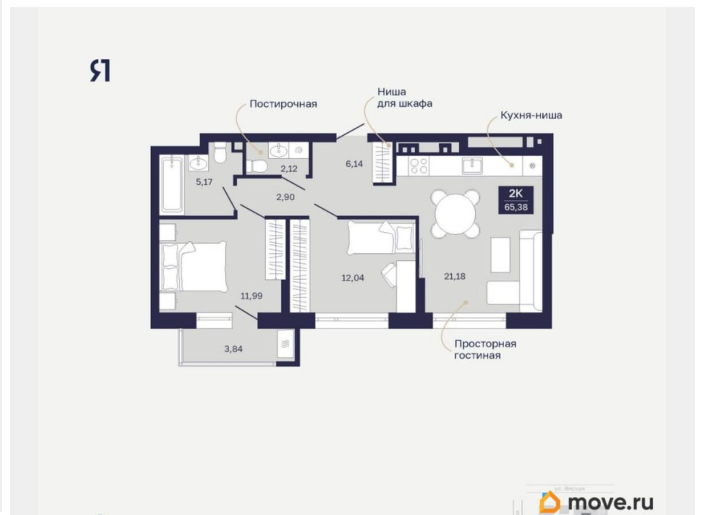 Я
Ниша
для шкафа
Постирочная
Кухня-ниша
6,14
2,12
5,17
2,90
2К
65,38
12,04
21,18
11,99
3,84
Просторная
гостиная
move.ru